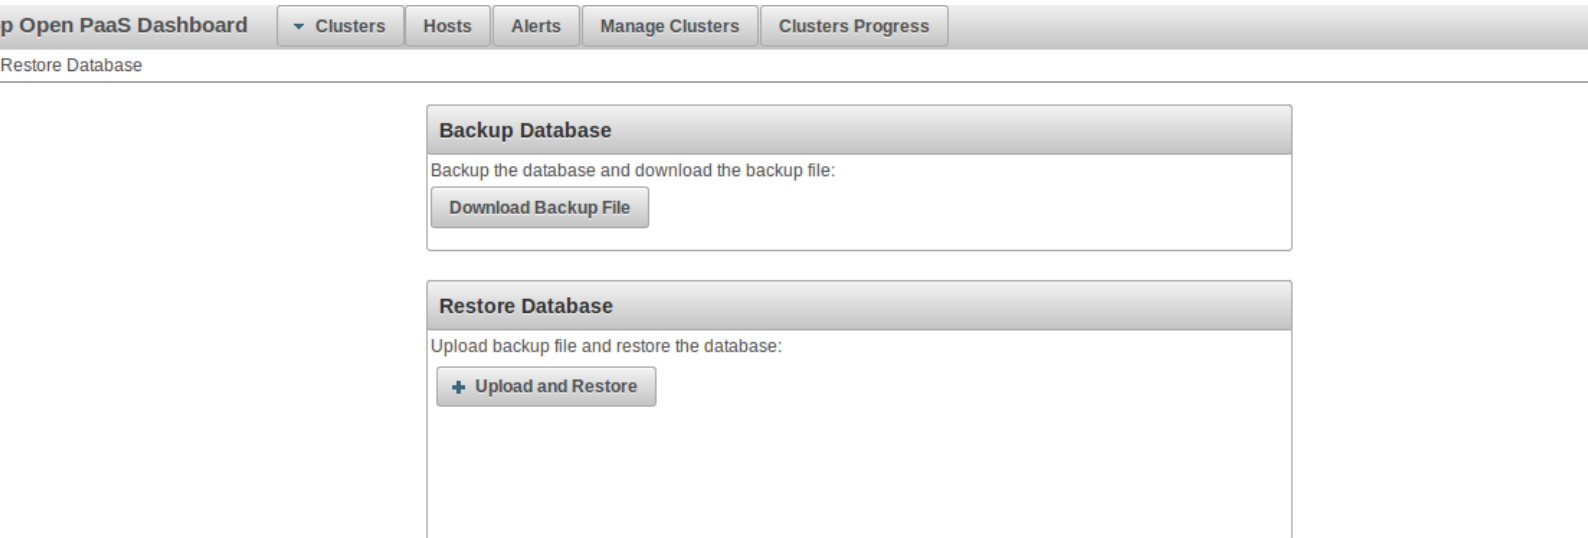 Open PaaS Dashboard Clusters Hosts Alerts Manage Clusters Clusters Progress
Restore Database
Backup Database
Backup the database and download the backup file:
Download Backup File
Restore Database
Upload backup file and restore the database:
Upload and Restore